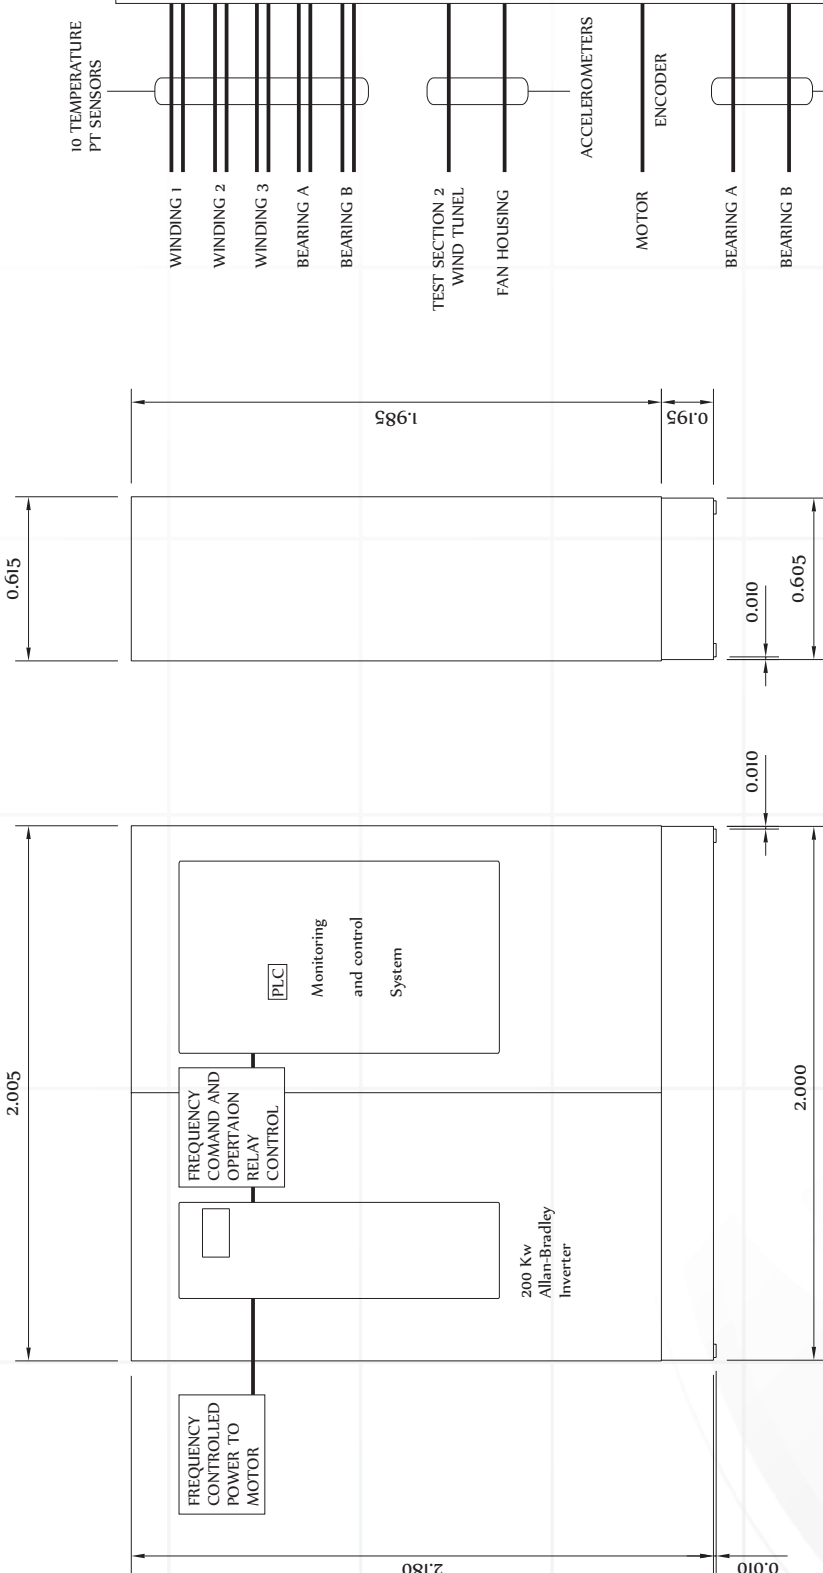 10 TEMPERATURE
PT SENSORS
WINDING 1
WINDING 2
WINDING 3
BEARING A
BEARING B
TEST SECTION 2
WIND TUNEL
FAN HOUSING
ACCELEROMETERS
MOTOR
ENCODER
BEARING A
BEARING B
1.985
0.195
0.615
0.010
0.605
0.010
2.005
PLC
Monitoring
and control
System
FREQUENCY
COMAND AND
OPERTAION
RELAY
CONTROL
200 Kw
Allan-Bradley
Inverter
2.000
FREQUENCY
CONTROLLED
POWER TO
MOTOR
2.180
0.010